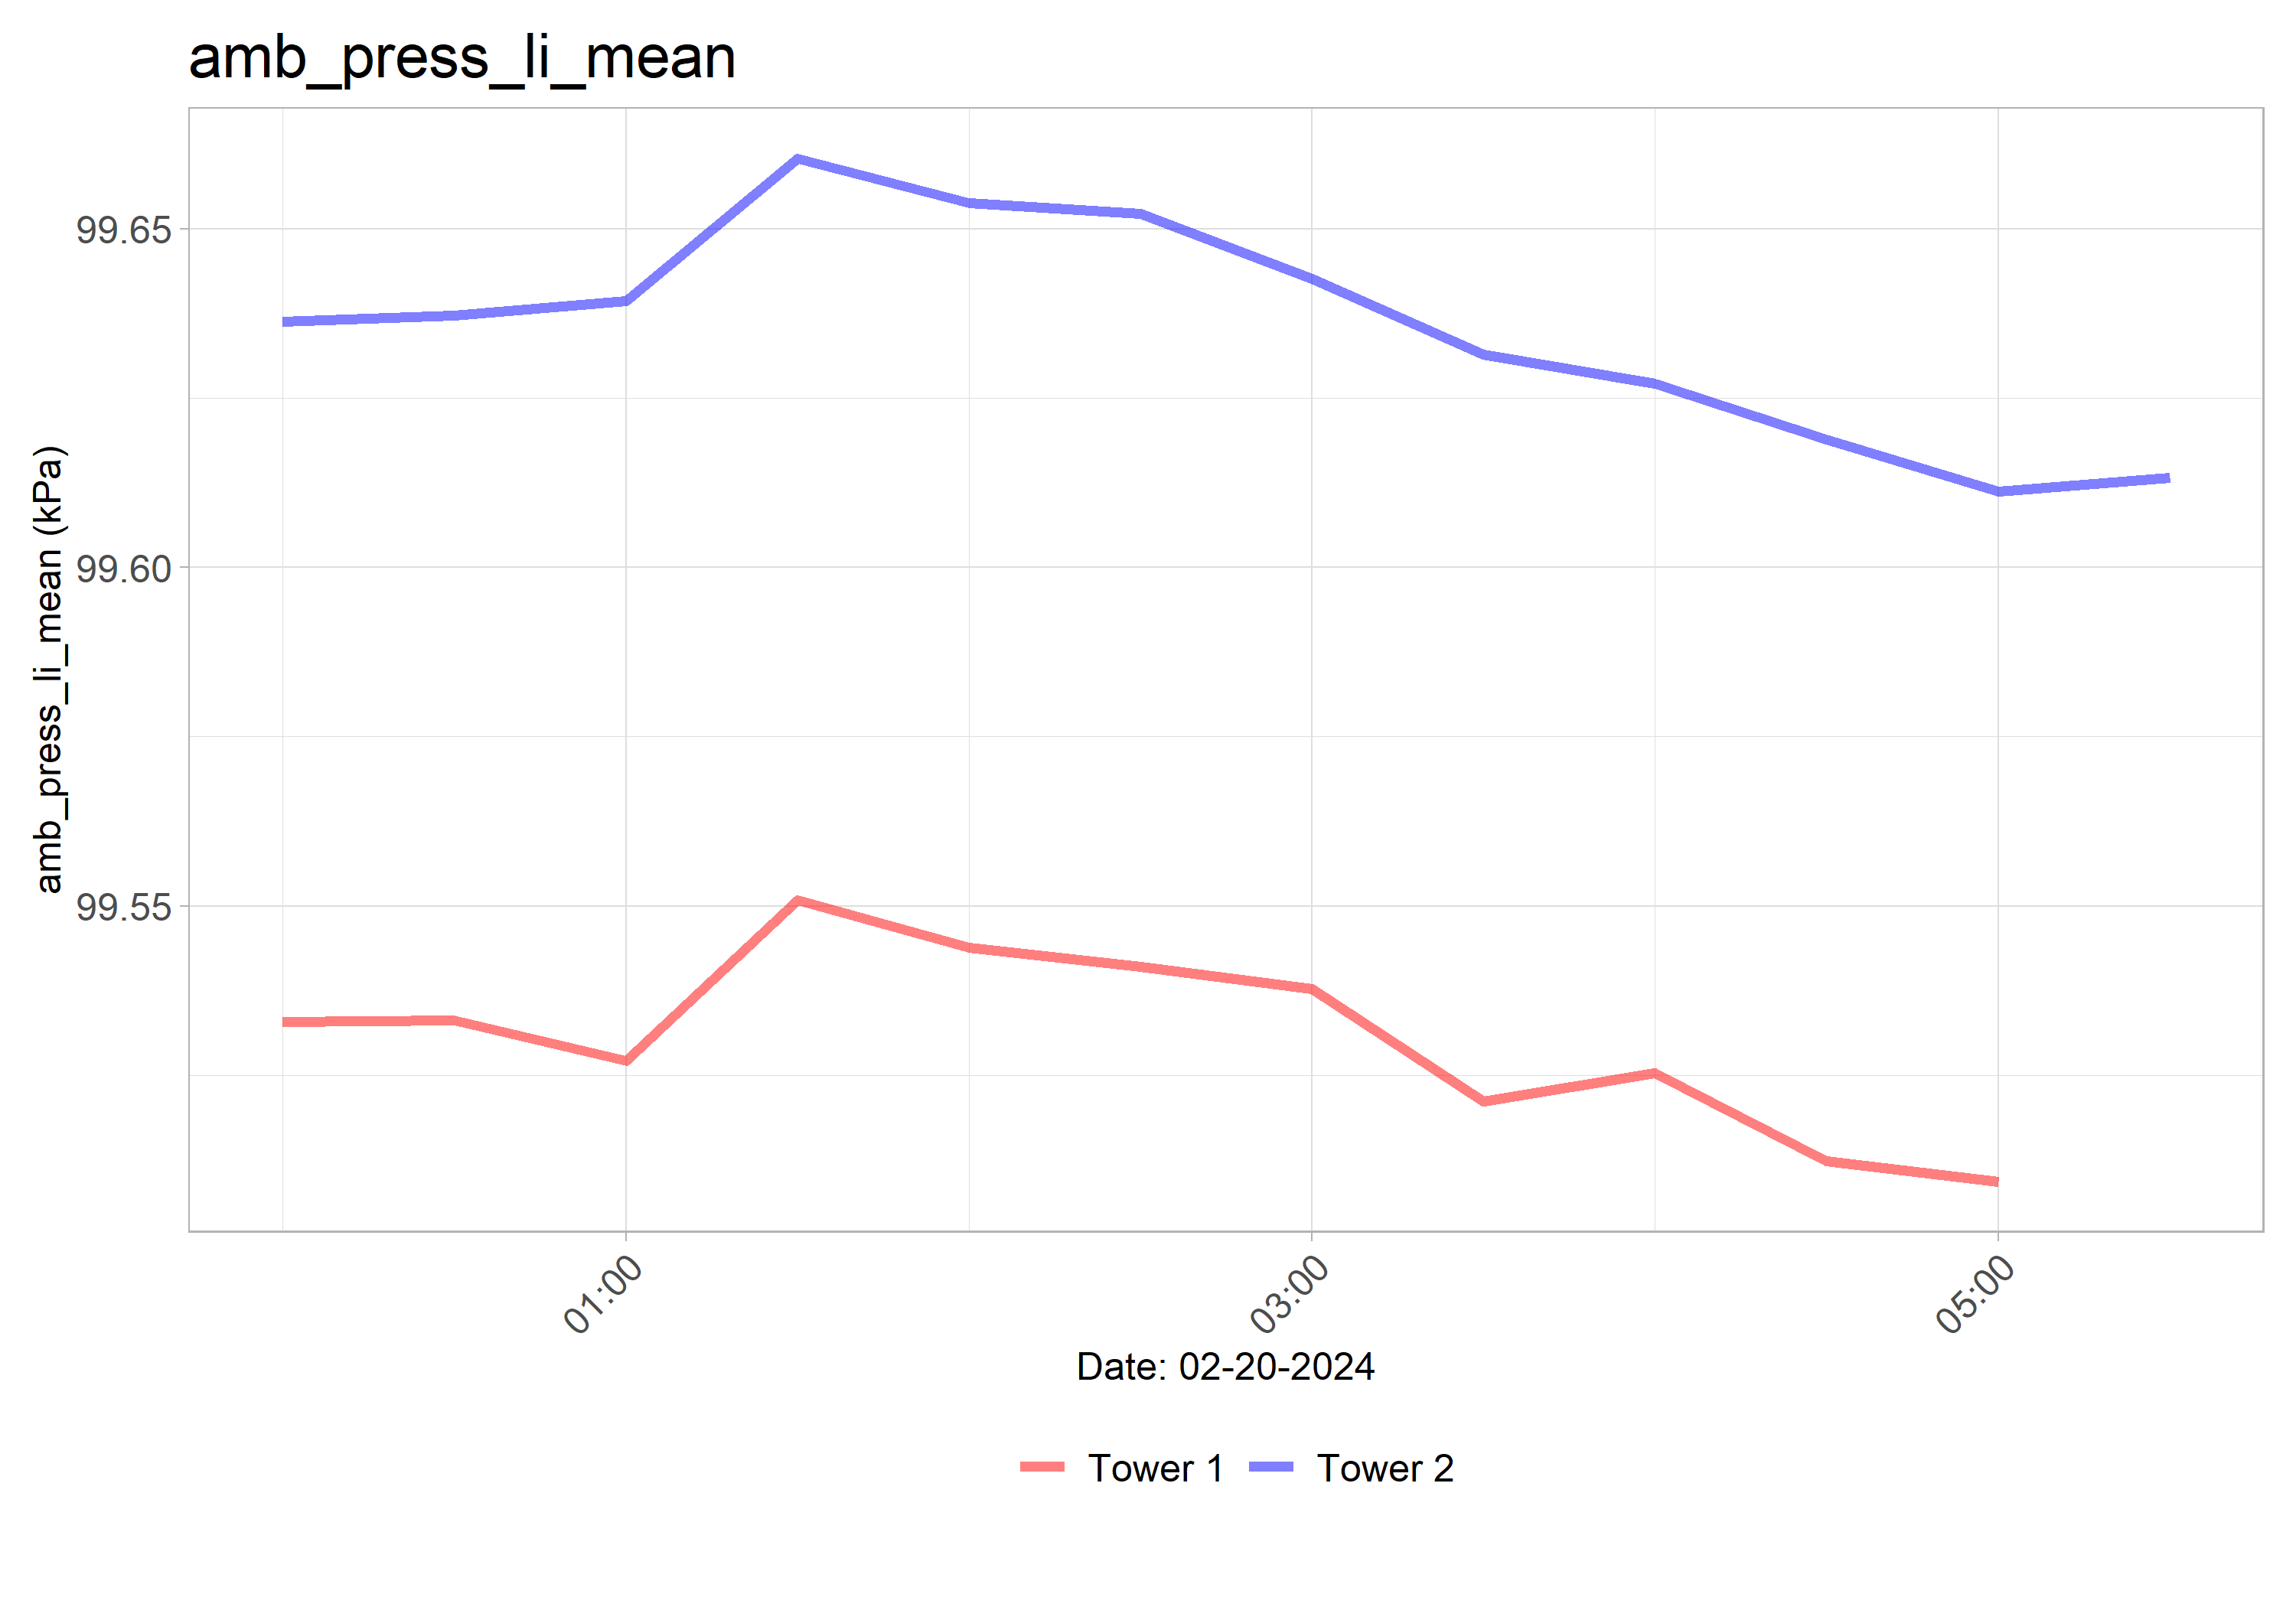 amb_press_li_mean
amb_press_li_mean (kPa)
99.65
99.60
99.55
01:00
03:00
05:00
Date: 02-20-2024
Tower 1
Tower 2